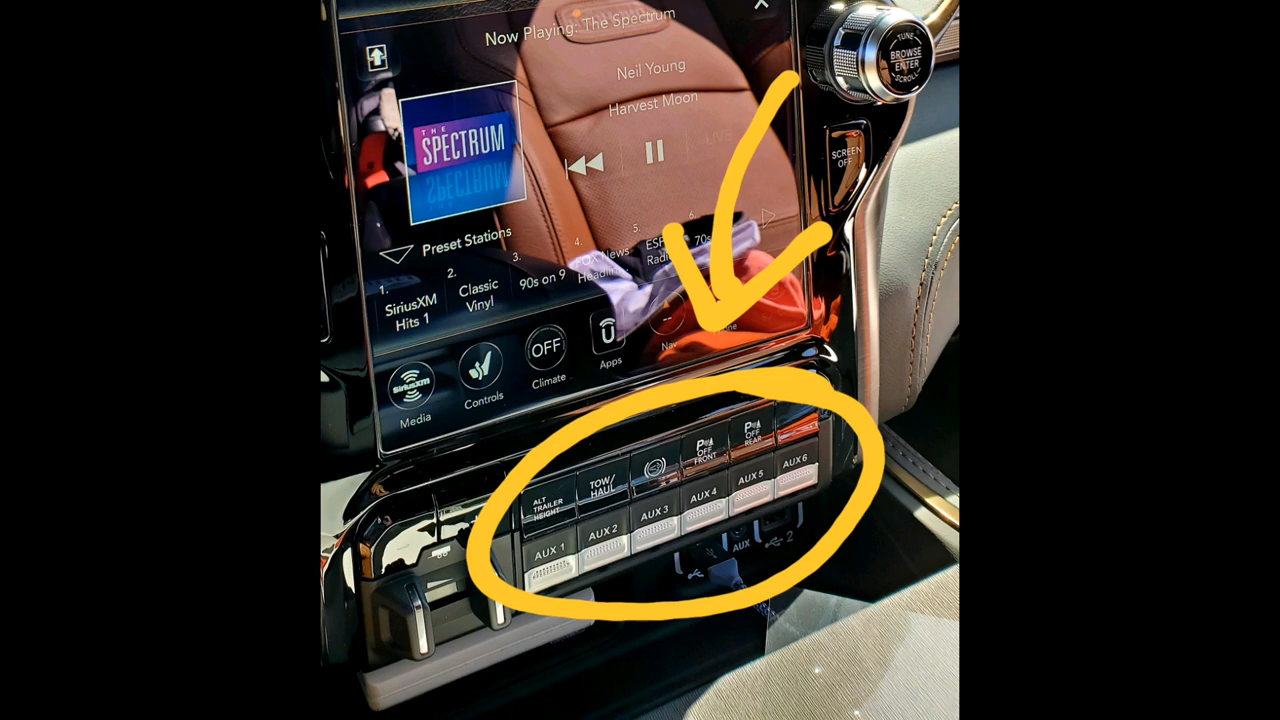 Now Playing: The Spectrum
Neil Young
Harvest Moon
LIVE
THE
SPECTRUM
TUNE
BROWSE
ENTER
SCROLL
SCREEN
OFF
Preset Stations
1.
SiriusXM
Hits 1
2.
Classic
Vinyl
3.
90s on 9
4.
News
5.
6.
70s
SiriusXM
Media
Controls
OFF
Climate
Apps
Nav
ALT
TRAILER
HEIGHT
TOW/
HAUL
P
OFF
FRONT
P
OFF
REAR
AUX 1
AUX 2
AUX 3
AUX 4
AUX 5
AUX 6
AUX
2